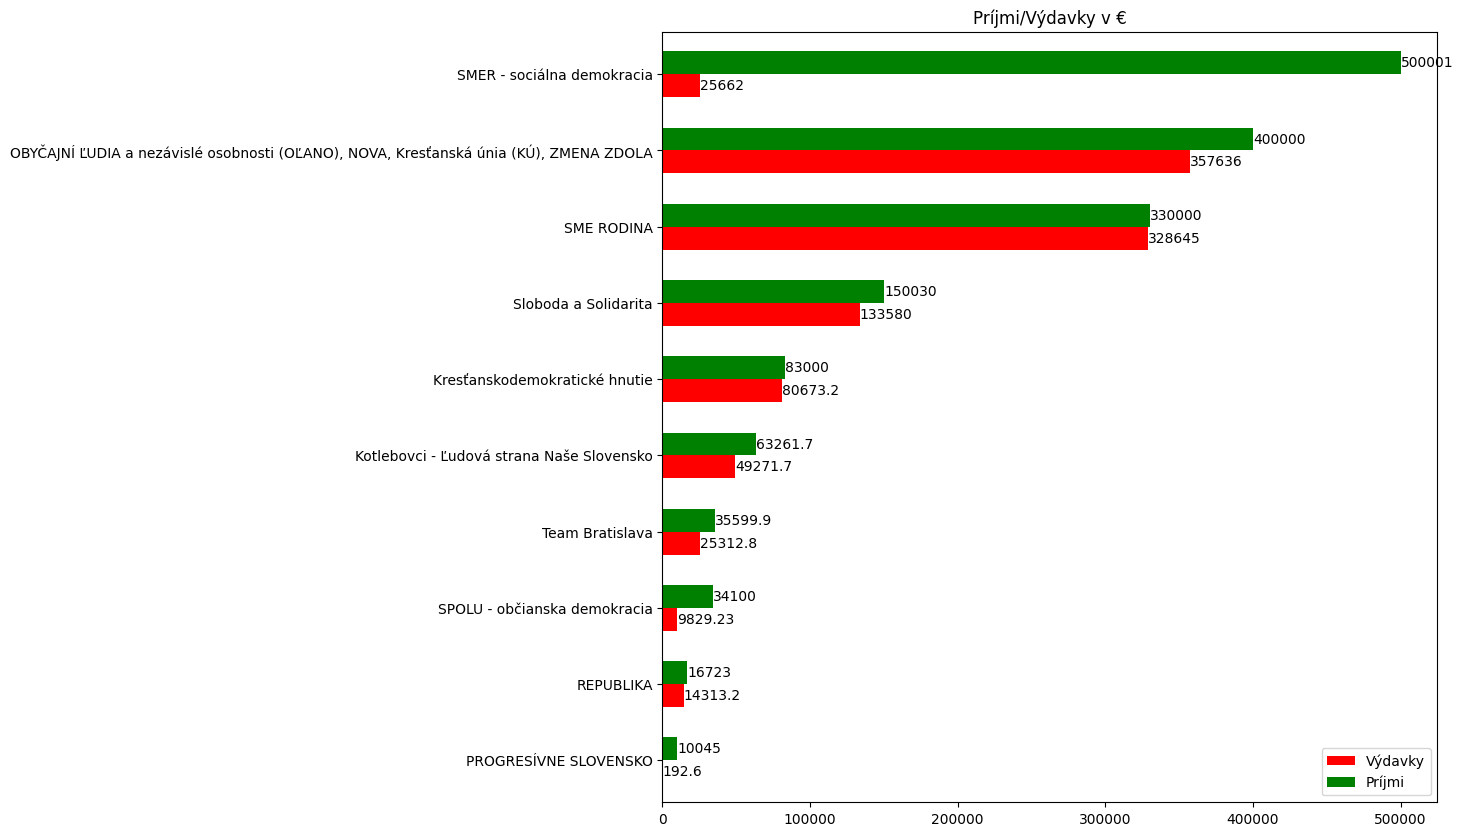 Príjmi/Výdavky v €
SMER - sociálna demokracia
500001
25662
OBYČAJNÍ ĽUDIA a nezávislé osobnosti (OĽANO), NOVA, Kresťanská únia (KÚ), ZMENA ZDOLA
400000
357636
SME RODINA
330000
328645
Sloboda a Solidarita
150030
133580
Kresťanskodemokratické hnutie
83000
80673.2
Kotlebovci - Ľudová strana Naše Slovensko
63261.7
49271.7
Team Bratislava
35599.9
25312.8
SPOLU - občianska demokracia
34100
9829.23
REPUBLIKA
16723
14313.2
PROGRESÍVNE SLOVENSKO
10045
192.6
Výdavky
Príjmi
0 100000 200000 300000 400000 500000